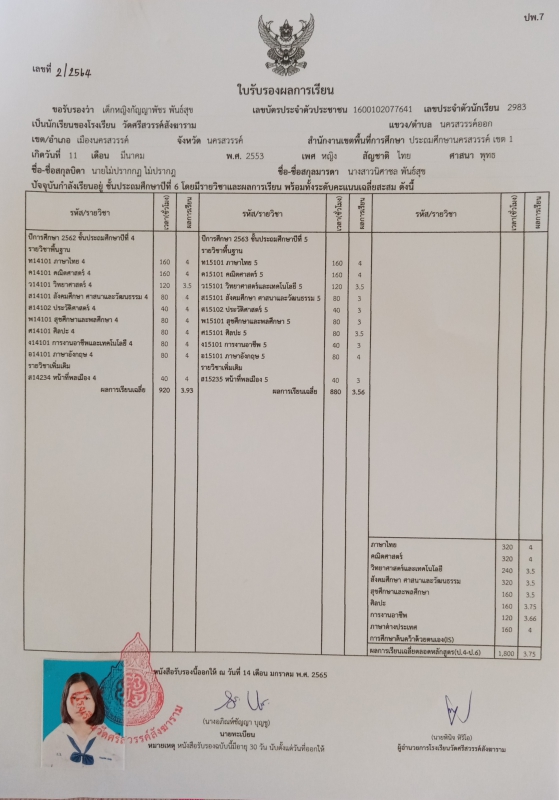 ปพ.7
เลขที่ 2/2564
ใบรับรองผลการเรียน
ขอรับรองว่า เด็กหญิงกัญญาพัชร พันธ์สุข เลขบัตรประจำตัวประชาชน 1600102077641 เลขประจำตัวนักเรียน 2983
เป็นนักเรียนของโรงเรียน วัดศรีสวรรค์สังฆาราม แขวง/ตำบล นครสวรรค์ออก
เขต/อำเภอ เมืองนครสวรรค์ จังหวัด นครสวรรค์ สำนักงานเขตพื้นที่การศึกษา ประถมศึกษานครสวรรค์ เขต 1
เกิดวันที่ 11 เดือน มีนาคม พ.ศ. 2553 เพศ หญิง สัญชาติ ไทย ศาสนา พุทธ
ชื่อ-ชื่อสกุลบิดา นายไม่ปรากฏ ไม่ปรากฏ ชื่อ-ชื่อสกุลมารดา นางสาวนิศาชล พันธ์สุข
ปัจจุบันกำลังเรียนอยู่ ชั้นประถมศึกษาปีที่ 6 โดยมีรายวิชาและผลการเรียน พร้อมทั้งระดับคะแนนเฉลี่ยสะสม ดังนี้
รหัส/รายวิชา เวลา(ชั่วโมง) ผลการเรียน รหัส/รายวิชา เวลา(ชั่วโมง) ผลการเรียน รหัส/รายวิชา เวลา(ชั่วโมง) ผลการเรียน
ปีการศึกษา 2562 ชั้นประถมศึกษาปีที่ 4
รายวิชาพื้นฐาน
ท14101 ภาษาไทย 4 160 4
ค14101 คณิตศาสตร์ 4 160 4
ว14101 วิทยาศาสตร์ 4 120 3.5
ส14101 สังคมศึกษา ศาสนาและวัฒนธรรม 4 80 4
ส14102 ประวัติศาสตร์ 4 40 4
พ14101 สุขศึกษาและพลศึกษา 4 80 4
ศ14101 ศิลปะ 4 80 4
ง14101 การงานอาชีพและเทคโนโลยี 4 80 4
อ14101 ภาษาอังกฤษ 4 80 4
รายวิชาเพิ่มเติม
ส14234 หน้าที่พลเมือง 4 40 4
ผลการเรียนเฉลี่ย 920 3.93
ปีการศึกษา 2563 ชั้นประถมศึกษาปีที่ 5
รายวิชาพื้นฐาน
ท15101 ภาษาไทย 5 160 4
ค15101 คณิตศาสตร์ 5 160 4
ว15101 วิทยาศาสตร์และเทคโนโลยี 5 120 3.5
ส15101 สังคมศึกษา ศาสนาและวัฒนธรรม 5 80 3
ส15102 ประวัติศาสตร์ 5 40 3
พ15101 สุขศึกษาและพลศึกษา 5 80 3
ศ15101 ศิลปะ 5 80 3.5
ง15101 การงานอาชีพ 5 40 3
อ15101 ภาษาอังกฤษ 5 80 4
รายวิชาเพิ่มเติม
ส15235 หน้าที่พลเมือง 5 40 3
ผลการเรียนเฉลี่ย 880 3.56
ภาษาไทย 320 4
คณิตศาสตร์ 320 4
วิทยาศาสตร์และเทคโนโลยี 240 3.5
สังคมศึกษา ศาสนาและวัฒนธรรม 320 3.5
สุขศึกษาและพลศึกษา 160 3.5
ศิลปะ 160 3.75
การงานอาชีพ 120 3.66
ภาษาต่างประเทศ 160 4
การศึกษาค้นคว้าด้วยตนเอง(IS)
ผลการเรียนเฉลี่ยตลอดหลักสูตร(ป.4-ป.6) 1,800 3.75
หนังสือรับรองนี้ออกให้ ณ วันที่ 14 เดือน มกราคม พ.ศ. 2565
นายทะเบียน
(นายพินิจ ศิริโอ)
หมายเหตุ หนังสือรับรองฉบับนี้มีอายุ 30 วัน นับตั้งแต่วันที่ออกให้
ผู้อำนวยการโรงเรียนวัดศรีสวรรค์สังฆาราม
วัดศรีสวรรค์สังฆาราม